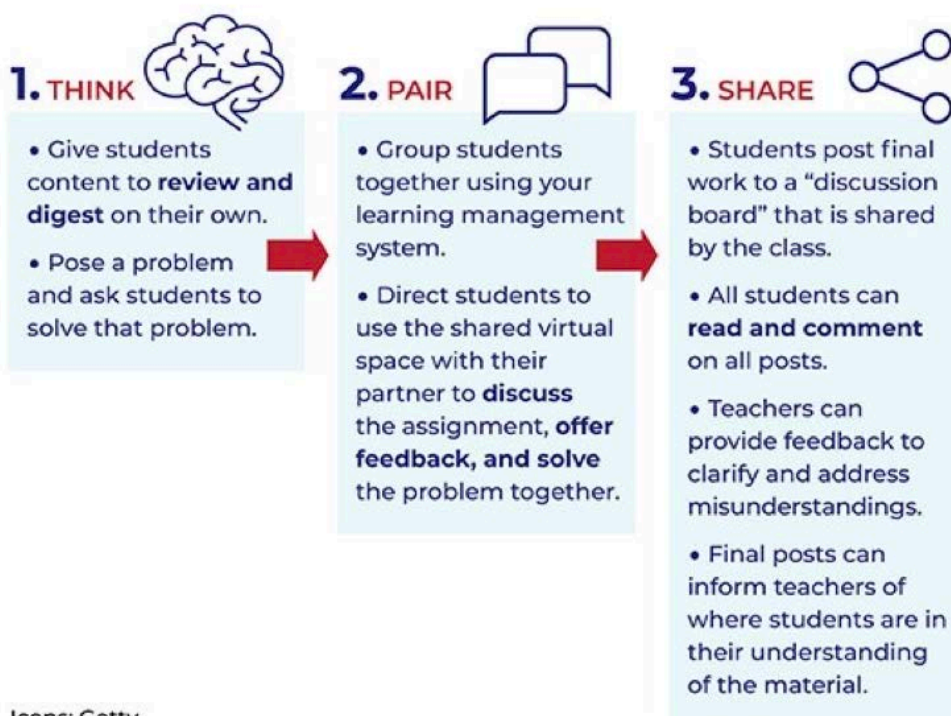 1. THINK
• Give students
content to review and
digest on their own.
• Pose a problem
and ask students to
solve that problem.
2. PAIR
• Group students
together using your
learning management
system.
• Direct students to
use the shared virtual
space with their
partner to discuss
the assignment, offer
feedback, and solve
the problem together.
3. SHARE
• Students post final
work to a “discussion
board” that is shared
by the class.
• All students can
read and comment
on all posts.
• Teachers can
provide feedback to
clarify and address
misunderstandings.
• Final posts can
inform teachers of
where students are in
their understanding
of the material.
Icons: Getty